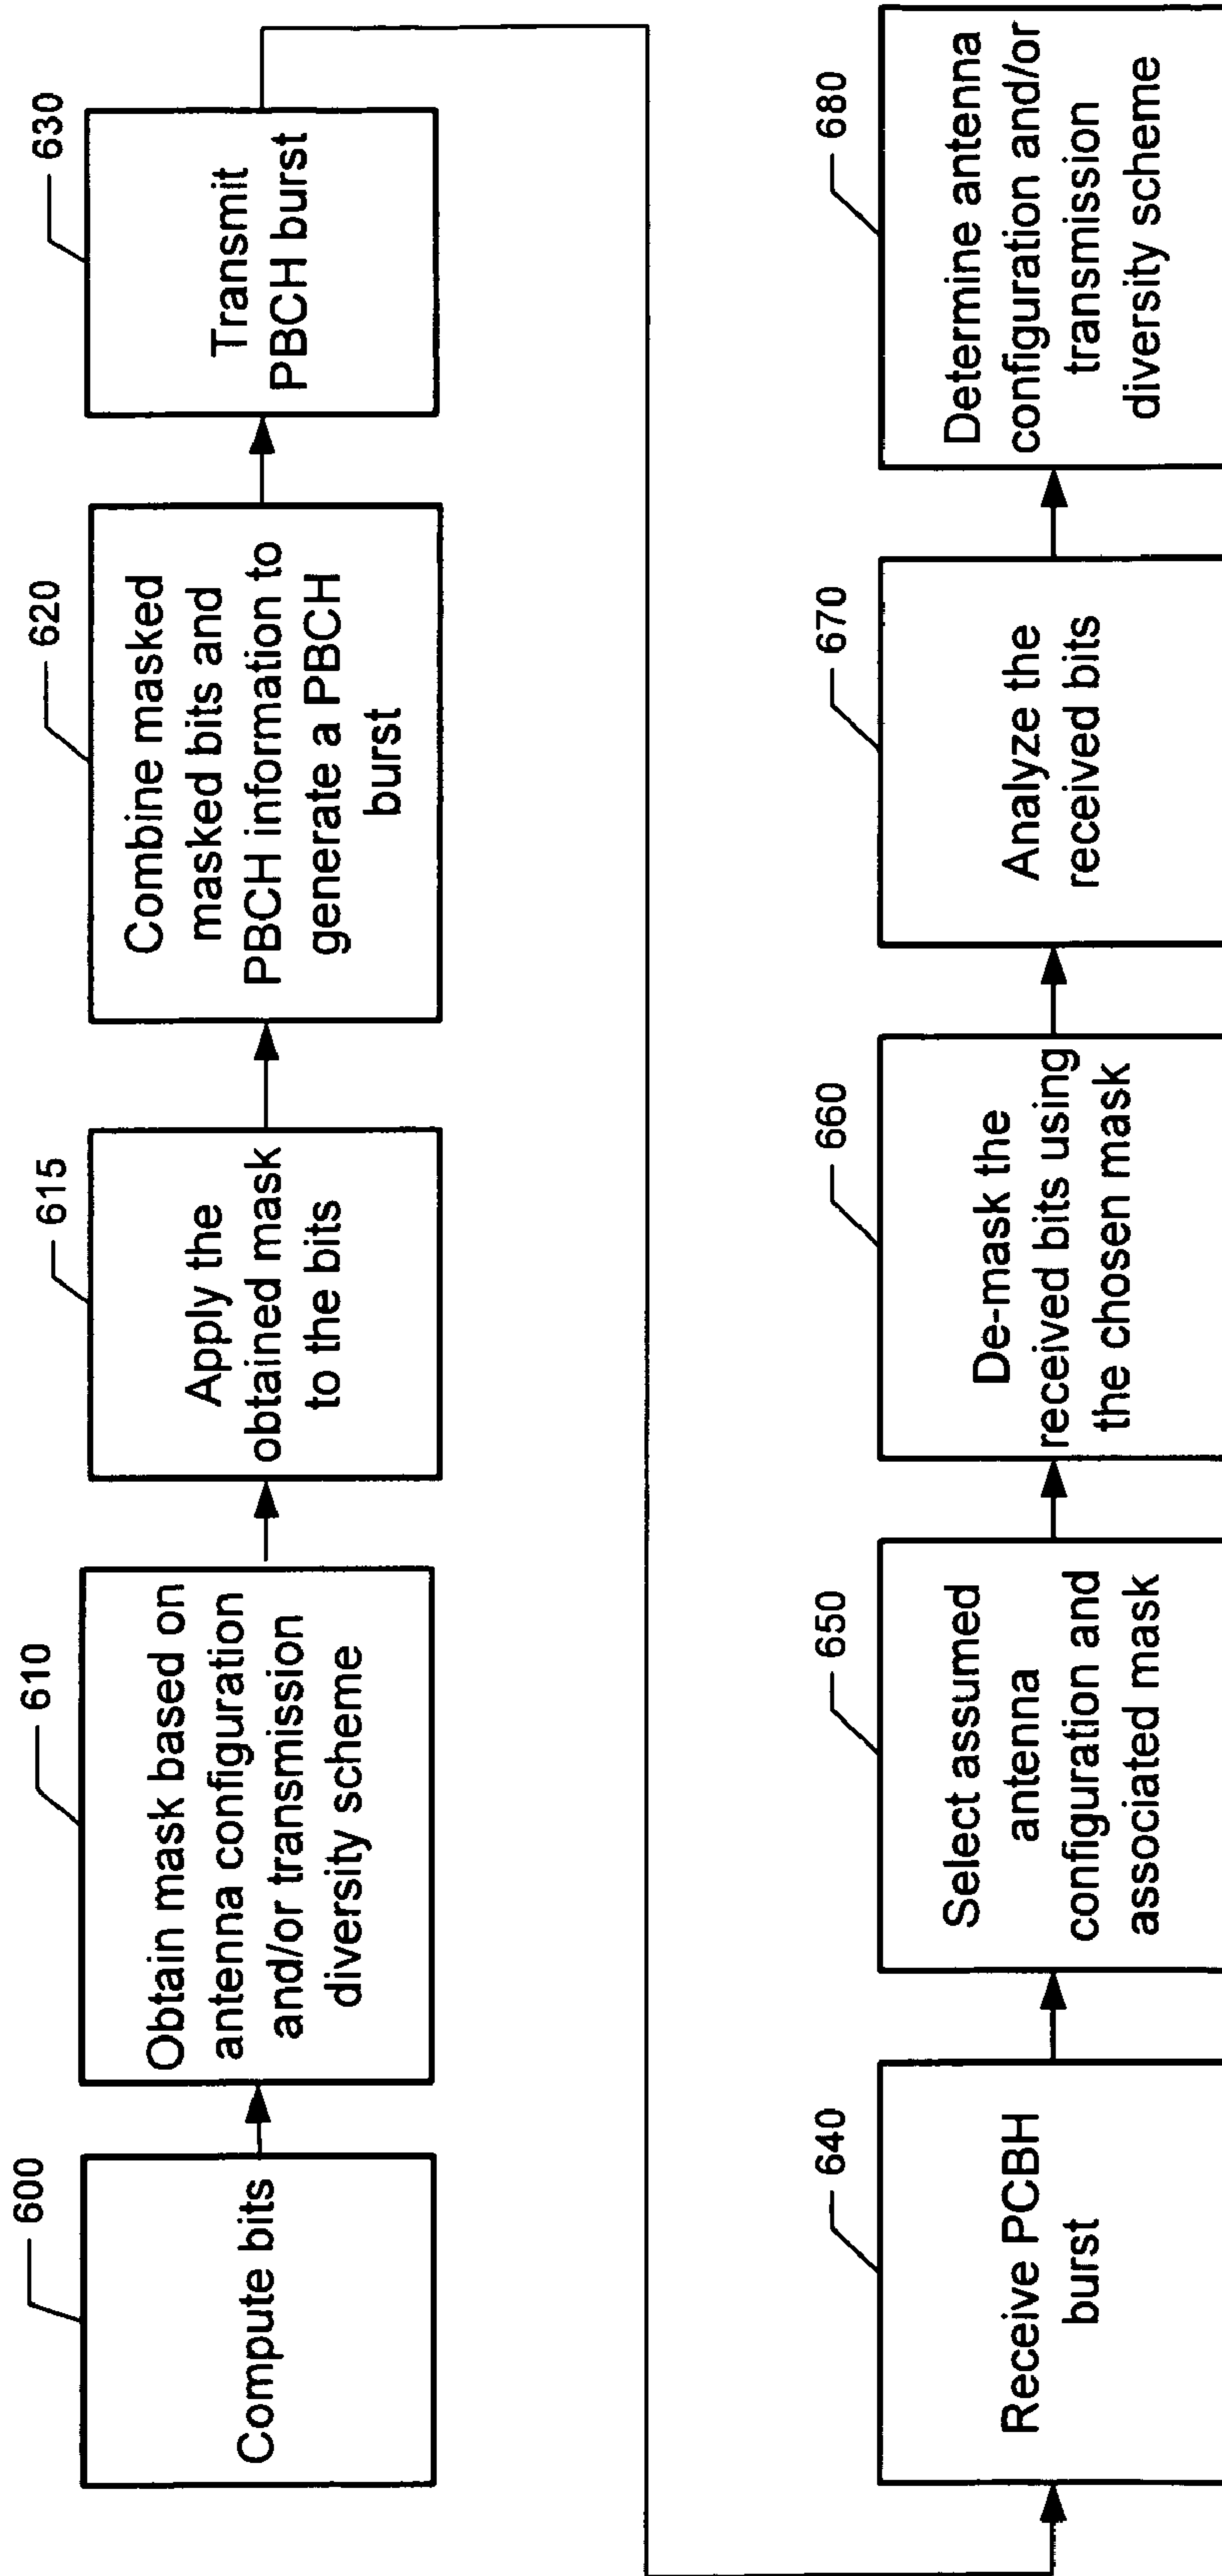 600
Compute bits
610
Obtain mask based on
antenna configuration
and/or transmission
diversity scheme
615
Apply the
obtained mask
to the bits
620
Combine masked
masked bits and
PBCH information to
generate a PBCH
burst
630
Transmit
PBCH burst
640
Receive PCBH
burst
650
Select assumed
antenna
configuration and
associated mask
660
De-mask the
received bits using
the chosen mask
670
Analyze the
received bits
680
Determine antenna
configuration and/or
transmission
diversity scheme